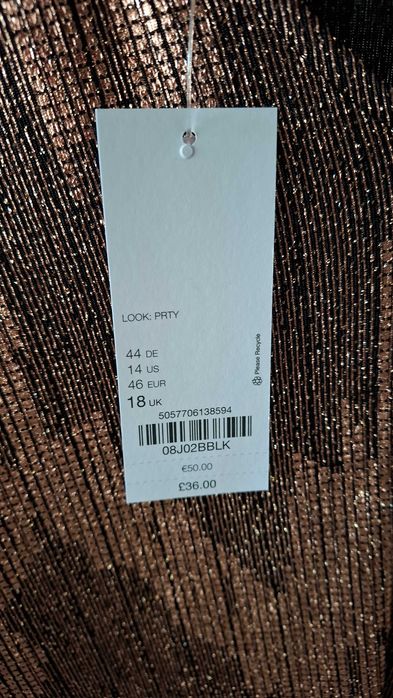 LOOK: PRTY
44 DE
14 US
46 EUR
18 UK
Please Recycle
5057706138594
08J02BBLK
€50.00
£36.00